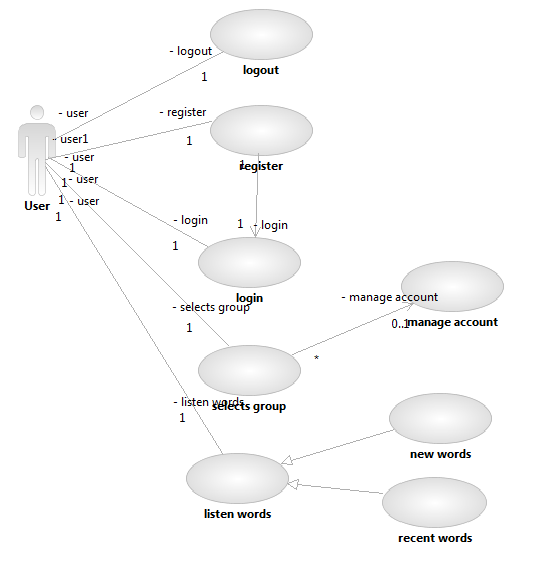 - logout
1
logout
- user
- register
1
- user1
register
1
- user
1
1
- user
1
- user
1
User
- login
1
1
- login
login
- manage account
0..1
manage account
- selects group
1
*
selects group
- listen words
1
listen words
new words
recent words